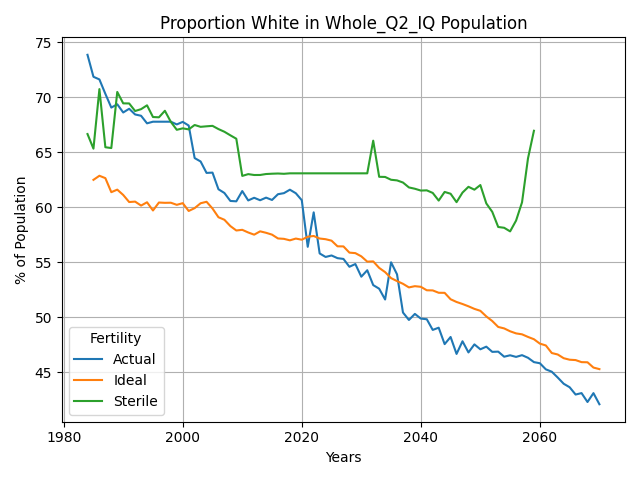 Proportion White in Whole_Q2_IQ Population
% of Population
75
70
65
60
55
50
45
Fertility
Actual
Ideal
Sterile
1980
2000
2020
2040
2060
Years